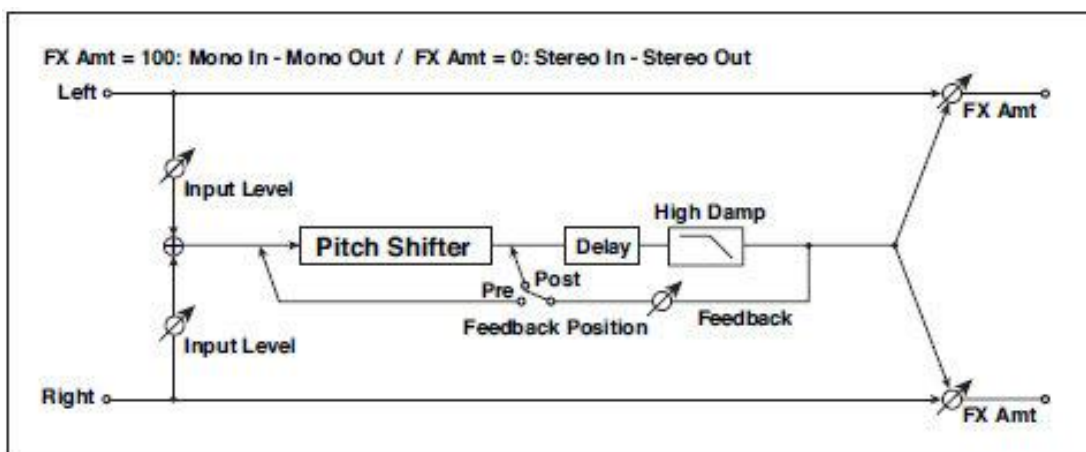 FX Amt = 100: Mono In - Mono Out / FX Amt = 0: Stereo In - Stereo Out
Left
FX Amt
Input Level
High Damp
Pitch Shifter
Delay
Post
Pre
Feedback Position
Feedback
Input Level
Right
FX Amt